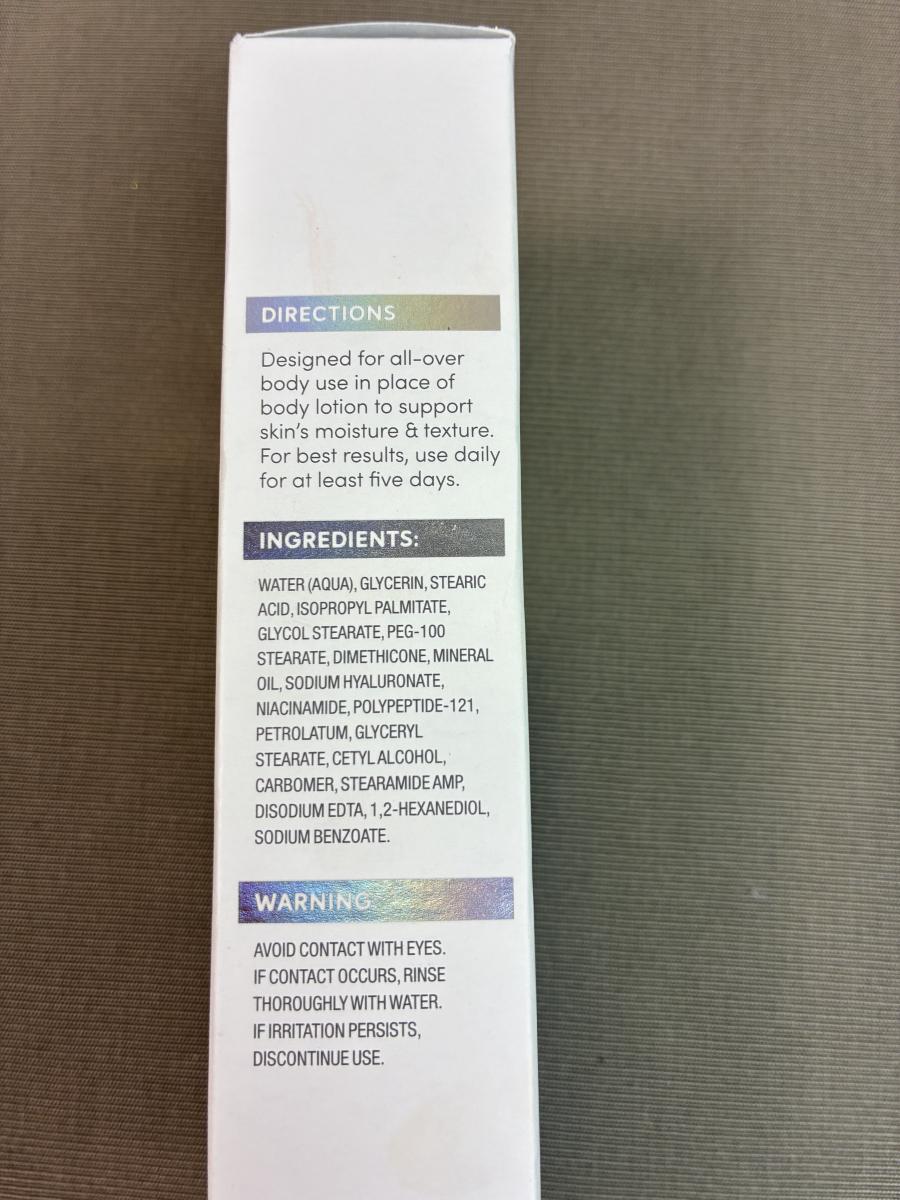 DIRECTIONS
Designed for all-over
body use in place of
body lotion to support
skin's moisture & texture.
For best results, use daily
for at least five days.
INGREDIENTS:
WATER (AQUA), GLYCERIN, STEARIC
ACID, ISOPROPYL PALMITATE,
GLYCOL STEARATE, PEG-100
STEARATE, DIMETHICONE, MINERAL
OIL, SODIUM HYALURONATE,
NIACINAMIDE, POLYPEPTIDE-121,
PETROLATUM, GLYCERYL
STEARATE, CETYL ALCOHOL,
CARBOMER, STEARAMIDE AMP,
DISODIUM EDTA, 1,2-HEXANEDIOL,
SODIUM BENZOATE.
WARNING
AVOID CONTACT WITH EYES.
IF CONTACT OCCURS, RINSE
THOROUGHLY WITH WATER.
IF IRRITATION PERSISTS,
DISCONTINUE USE.